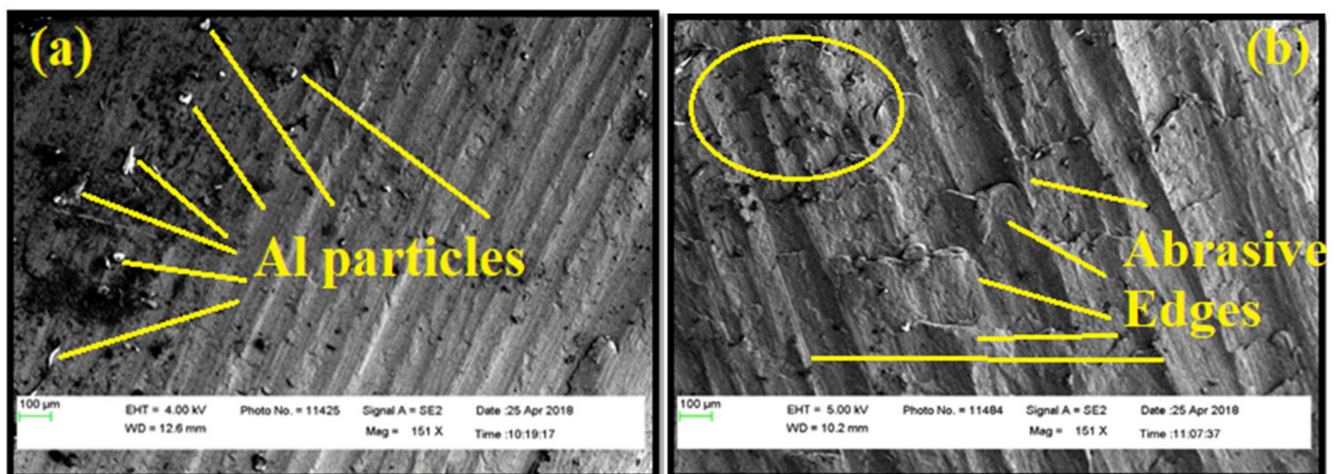 (a)
Al particles
100 µm
EHT = 4.00 kV
WD = 12.6 mm
Photo No. = 11425
Signal A = SE2
Mag = 151 X
Date :25 Apr 2018
Time :10:19:17
(b)
Abrasive
Edges
100 µm
EHT = 5.00 kV
WD = 10.2 mm
Photo No. = 11484
Signal A = SE2
Mag = 151 X
Date :25 Apr 2018
Time :11:07:37